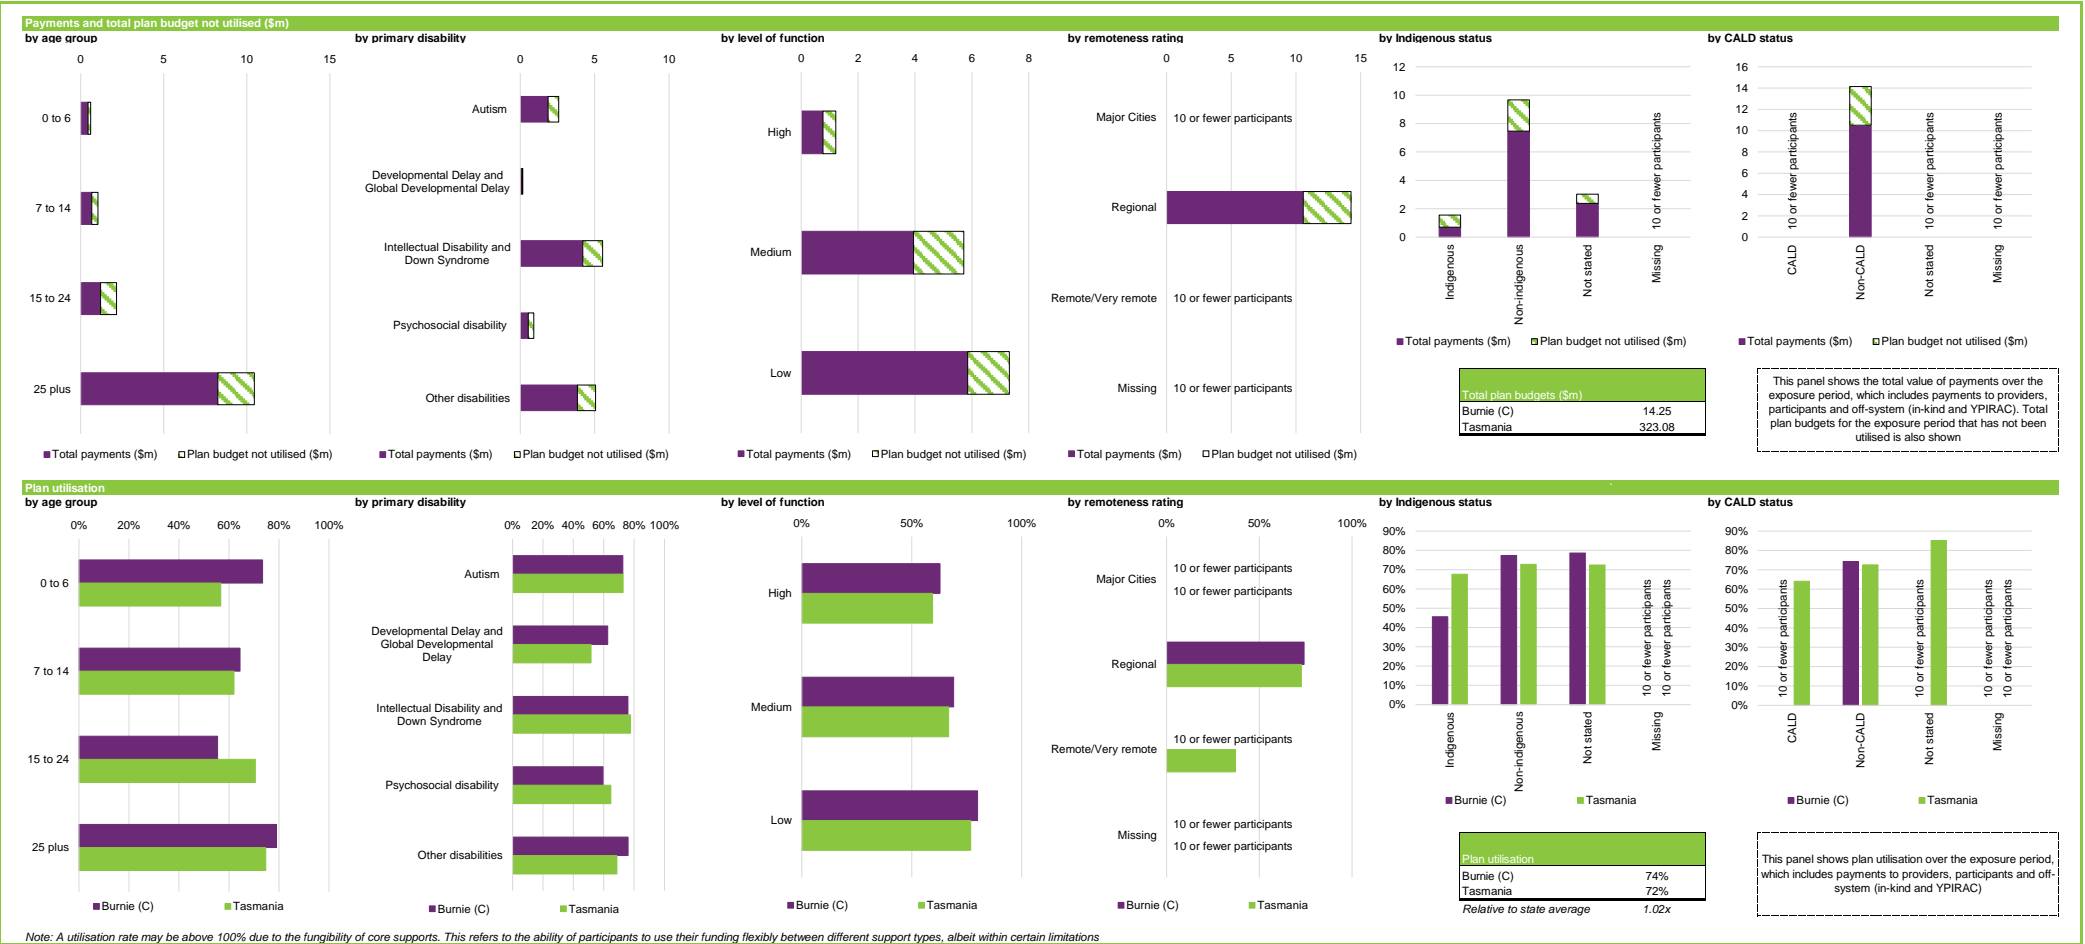 Payments and total plan budget not utilised ($m)
by age group
0 5 10 15
0 to 6
7 to 14
15 to 24
25 plus
Total payments ($m) Plan budget not utilised ($m)
by primary disability
0 5 10
Autism
Developmental Delay and
Global Developmental Delay
Intellectual Disability and
Down Syndrome
Psychosocial disability
Other disabilities
Total payments ($m) Plan budget not utilised ($m)
by level of function
0 2 4 6 8
High
Medium
Low
Total payments ($m) Plan budget not utilised ($m)
by remoteness rating
0 5 10 15
Major Cities 10 or fewer participants
Regional
Remote/Very remote 10 or fewer participants
Missing 10 or fewer participants
Total payments ($m) Plan budget not utilised ($m)
by Indigenous status
12
10
8
6
4
2
0
10 or fewer participants
Indigenous
Non-indigenous
Not stated
Missing
Total payments ($m) Plan budget not utilised ($m)
Total plan budgets ($m)
Burnie (C) 14.25
Tasmania 323.08
by CALD status
16
14
12
10
8
6
4
2
0
10 or fewer participants
10 or fewer participants
10 or fewer participants
CALD
Non-CALD
Not stated
Missing
Total payments ($m) Plan budget not utilised ($m)
This panel shows the total value of payments over the
exposure period, which includes payments to providers,
participants and off-system (in-kind and YPIRAC). Total
plan budgets for the exposure period that has not been
utilised is also shown
Plan utilisation
by age group
0% 20% 40% 60% 80% 100%
0 to 6
7 to 14
15 to 24
25 plus
Burnie (C) Tasmania
by primary disability
0% 20% 40% 60% 80% 100%
Autism
Developmental Delay and
Global Developmental
Delay
Intellectual Disability and
Down Syndrome
Psychosocial disability
Other disabilities
Burnie (C) Tasmania
by level of function
0% 50% 100%
High
Medium
Low
Burnie (C) Tasmania
by remoteness rating
0% 50% 100%
Major Cities
10 or fewer participants
10 or fewer participants
Regional
Remote/Very remote
10 or fewer participants
Missing
10 or fewer participants
10 or fewer participants
Burnie (C) Tasmania
by Indigenous status
90%
80%
70%
60%
50%
40%
30%
20%
10%
0%
10 or fewer participants
10 or fewer participants
Indigenous
Non-indigenous
Not stated
Missing
Burnie (C) Tasmania
Plan utilisation
Burnie (C) 74%
Tasmania 72%
Relative to state average 1.02x
by CALD status
90%
80%
70%
60%
50%
40%
30%
20%
10%
0%
10 or fewer participants
10 or fewer participants
10 or fewer participants
10 or fewer participants
CALD
Non-CALD
Not stated
Missing
Burnie (C) Tasmania
This panel shows plan utilisation over the exposure period,
which includes payments to providers, participants and off-
system (in-kind and YPIRAC)
Note: A utilisation rate may be above 100% due to the fungibility of core supports. This refers to the ability of participants to use their funding flexibly between different support types, albeit within certain limitations